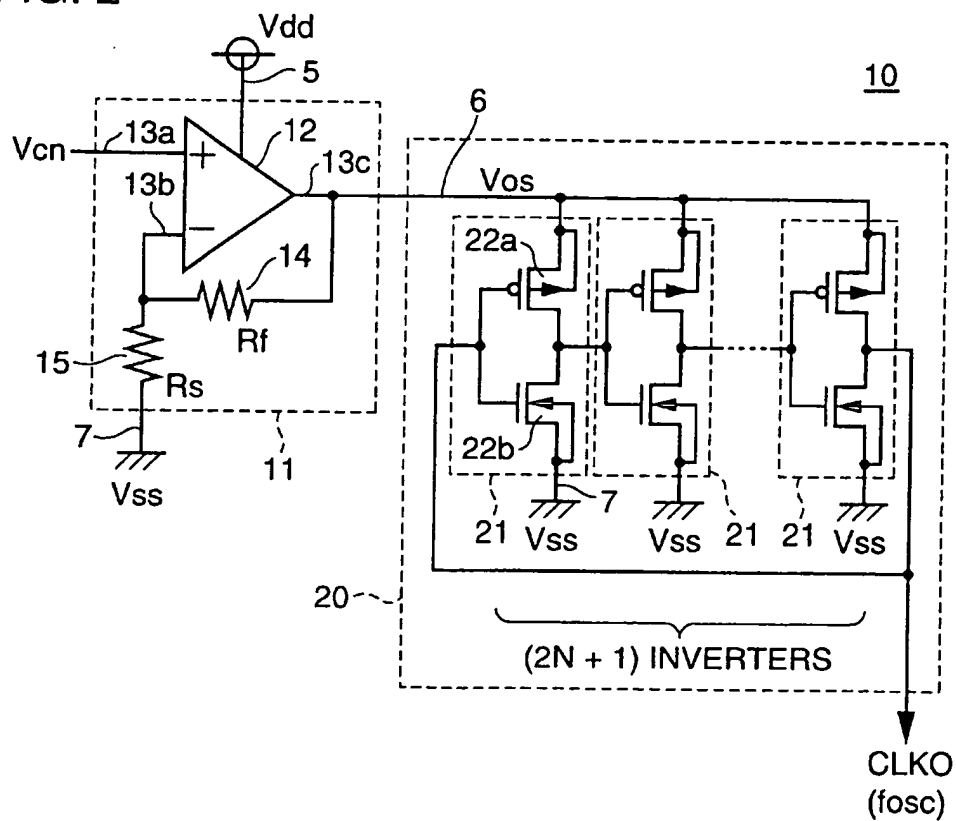 Vdd
5
10
6
Vcn
13a
12
13c
13b
Vos
+
−
14
22a
Rf
15
Rs
7
22b
11
Vss
7
21
Vss
Vss
21
21
Vss
20
(2N + 1) INVERTERS
CLKO
(fosc)